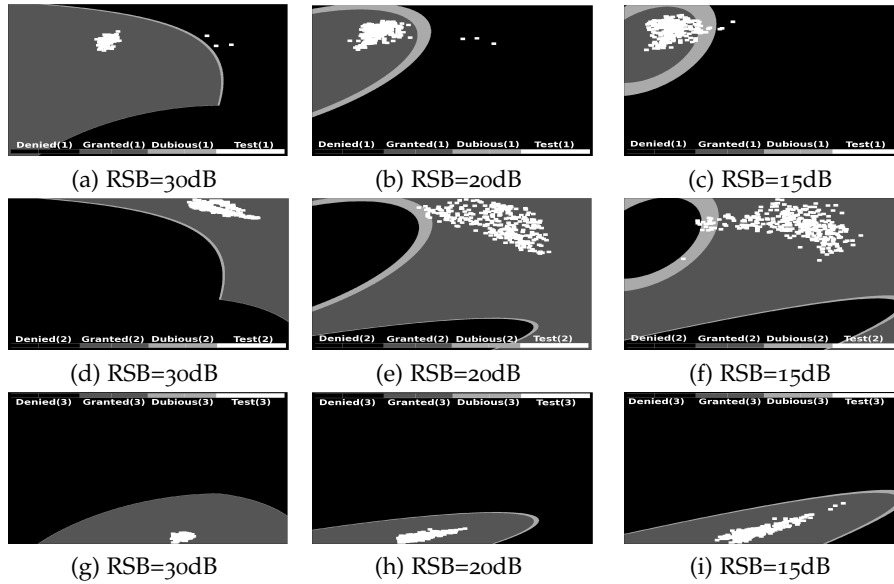 Denied(1) Granted(1) Dubious(1) Test(1)
Denied(1) Granted(1) Dubious(1) Test(1)
Denied(1) Granted(1) Dubious(1) Test(1)
(a) RSB=30dB
(b) RSB=20dB
(c) RSB=15dB
Denied(2) Granted(2) Dubious(2) Test(2)
Denied(2) Granted(2) Dubious(2) Test(2)
Denied(2) Granted(2) Dubious(2) Test(2)
(d) RSB=30dB
(e) RSB=20dB
(f) RSB=15dB
Denied(3) Granted(3) Dubious(3) Test(3)
Denied(3) Granted(3) Dubious(3) Test(3)
Denied(3) Granted(3) Dubious(3) Test(3)
(g) RSB=30dB
(h) RSB=20dB
(i) RSB=15dB